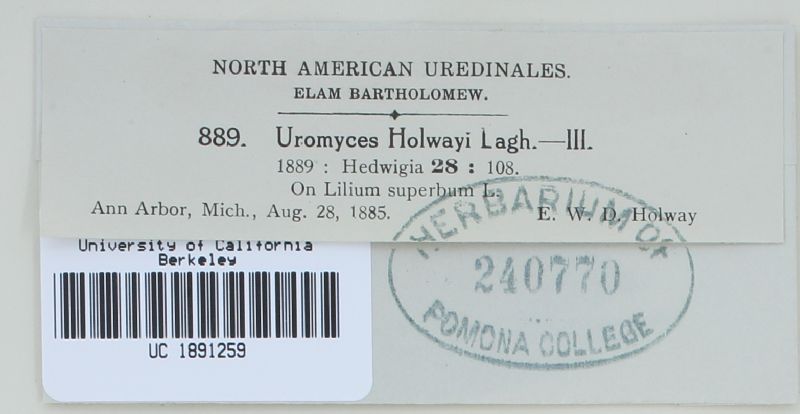 NORTH AMERICAN UREDINALES.
ELAM BARTHOLOMEW.
889. Uromyces Holwayi Lagh.—III.
1889 : Hedwigia 28 : 108.
On Lilium superbum L.
Ann Arbor, Mich., Aug. 28, 1885. E. W. D. Holway
University of California
Berkeley
UC 1891259
HERBARIUM OF
240770
POMONA COLLEGE